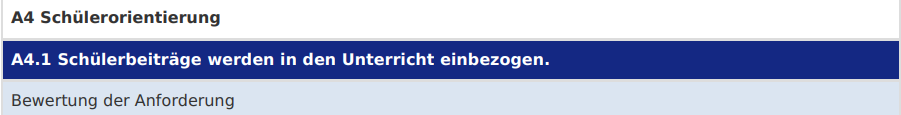 A4 Schülerorientierung
A4.1 Schülerbeiträge werden in den Unterricht einbezogen.
Bewertung der Anforderung